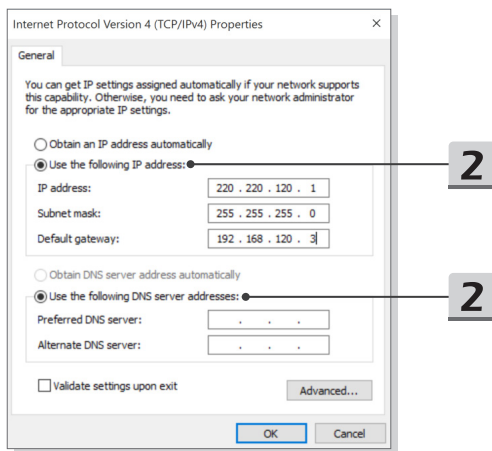 Internet Protocol Version 4 (TCP/IPv4) Properties
General
You can get IP settings assigned automatically if your network supports
this capability. Otherwise, you need to ask your network administrator
for the appropriate IP settings.
Obtain an IP address automatically
Use the following IP address:
2
IP address: 220 . 220 . 120 . 1
Subnet mask: 255 . 255 . 255 . 0
Default gateway: 192 . 168 . 120 . 3
Obtain DNS server address automatically
Use the following DNS server addresses:
2
Preferred DNS server: . . .
Alternate DNS server: . . .
Validate settings upon exit
Advanced...
OK Cancel